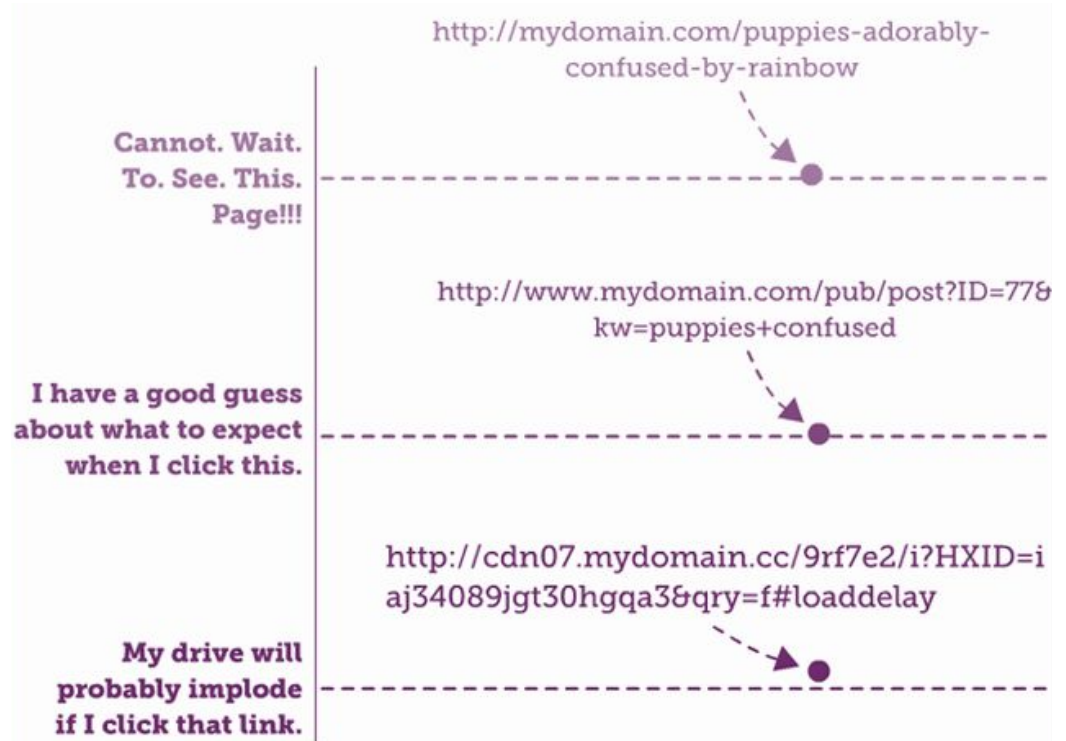 http://mydomain.com/puppies-adorably-
confused-by-rainbow
Cannot. Wait.
To. See. This.
Page!!!
http://www.mydomain.com/pub/post?ID=77&
kw=puppies+confused
I have a good guess
about what to expect
when I click this.
http://cdn07.mydomain.cc/9rf7e2/i?HXID=i
aj34089jgt30hgqa3&qry=f#loaddelay
My drive will
probably implode
if I click that link.